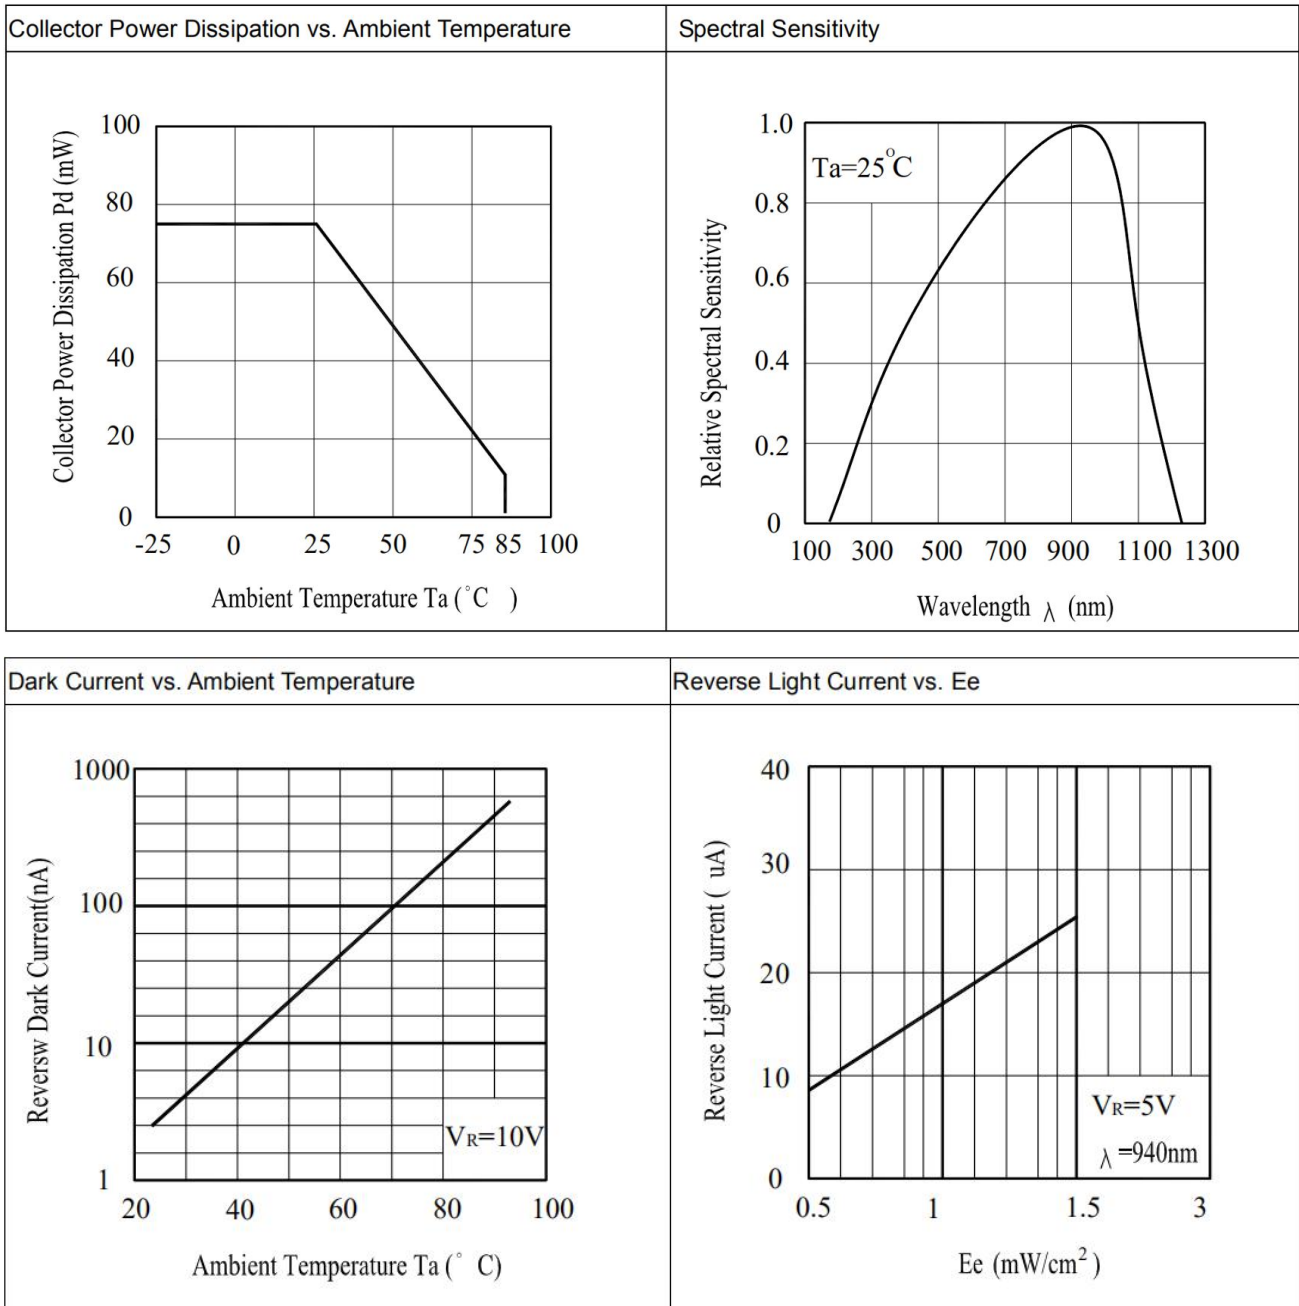 Collector Power Dissipation vs. Ambient Temperature
Spectral Sensitivity
Collector Power Dissipation Pd (mW)
100
80
60
40
20
0
-25 0 25 50 75 85 100
Ambient Temperature Ta (°C )
Relative Spectral Sensitivity
1.0
0.8
0.6
0.4
0.2
0
Ta=25°C
100 300 500 700 900 1100 1300
Wavelength λ (nm)
Dark Current vs. Ambient Temperature
Reverse Light Current vs. Ee
Reversw Dark Current(nA)
1000
100
10
1
VR=10V
20 40 60 80 100
Ambient Temperature Ta (° C)
Reverse Light Current ( uA)
40
30
20
10
0
VR=5V
λ =940nm
0.5 1 1.5 3
Ee (mW/cm²)